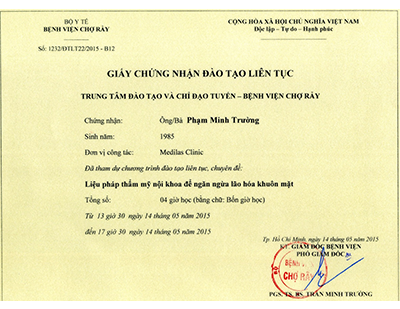 BỘ Y TẾ
BỆNH VIỆN CHỢ RẪY
Số: 1232/ĐTLT22/2015 - B12
CỘNG HÒA XÃ HỘI CHỦ NGHĨA VIỆT NAM
Độc lập – Tự do – Hạnh phúc
GIẤY CHỨNG NHẬN ĐÀO TẠO LIÊN TỤC
TRUNG TÂM ĐÀO TẠO VÀ CHỈ ĐẠO TUYẾN – BỆNH VIỆN CHỢ RẪY
Chứng nhận: Ông/Bà Phạm Minh Trường
Sinh năm: 1985
Đơn vị công tác: Medilas Clinic
Đã tham dự chương trình đào tạo liên tục, chuyên đề:
Liệu pháp thẩm mỹ nội khoa để ngăn ngừa lão hóa khuôn mặt
Tổng số: 04 giờ học (bằng chữ: Bốn giờ học)
Từ 13 giờ 30 ngày 14 tháng 05 năm 2015
đến 17 giờ 30 ngày 14 tháng 05 năm 2015
Tp. Hồ Chí Minh, ngày 14 tháng 05 năm 2015
KT. GIÁM ĐỐC BỆNH VIỆN
PHÓ GIÁM ĐỐC
BỆNH VIỆN
CHỢ RẪY
PGS. TS. BS. TRẦN MINH TRƯỜNG